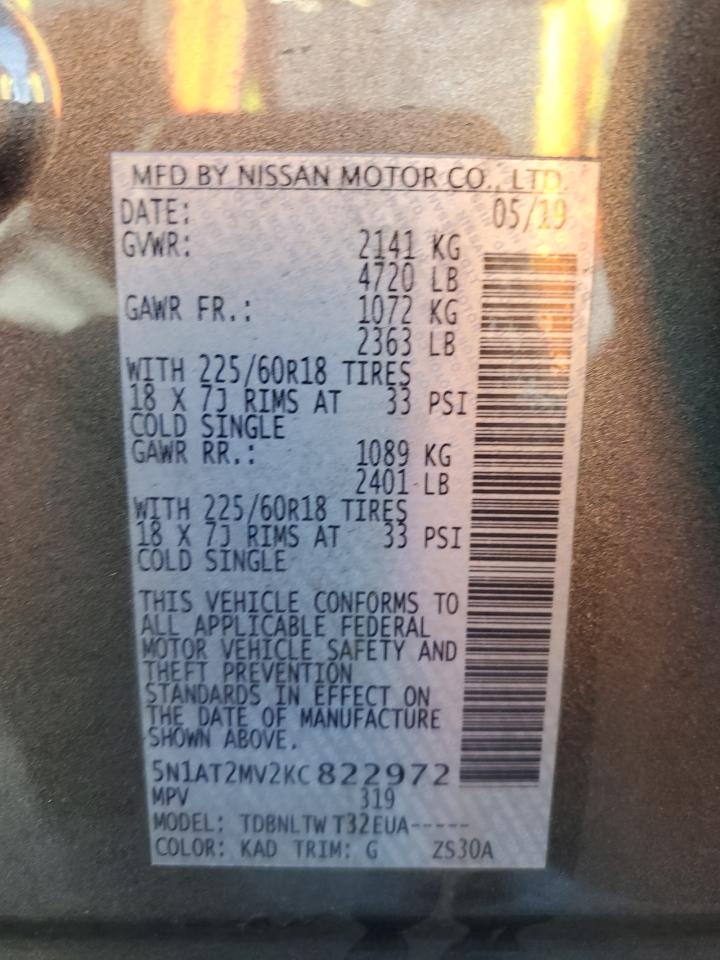 MFD BY NISSAN MOTOR CO., LTD.
DATE: 05/19
GVWR: 2141 KG
4720 LB
GAWR FR.: 1072 KG
2363 LB
WITH 225/60R18 TIRES
18 X 7J RIMS AT 33 PSI
COLD SINGLE
GAWR RR.: 1089 KG
2401 LB
WITH 225/60R18 TIRES
18 X 7J RIMS AT 33 PSI
COLD SINGLE
THIS VEHICLE CONFORMS TO
ALL APPLICABLE FEDERAL
MOTOR VEHICLE SAFETY AND
THEFT PREVENTION
STANDARDS IN EFFECT ON
THE DATE OF MANUFACTURE
SHOWN ABOVE.
5N1AT2MV2KC822972
MPV 319
MODEL: TDBNLTW T32EUA-----
COLOR: KAD TRIM: G ZS30A